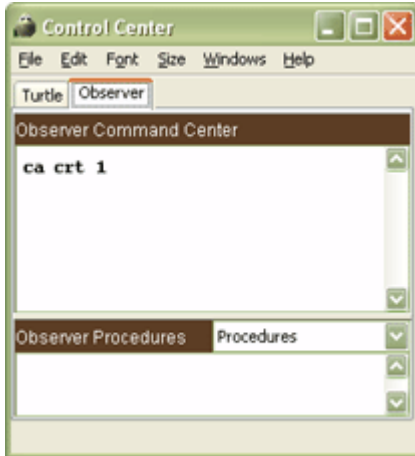 Control Center
File Edit Font Size Windows Help
Turtle Observer
Observer Command Center
ca crt 1
Observer Procedures Procedures